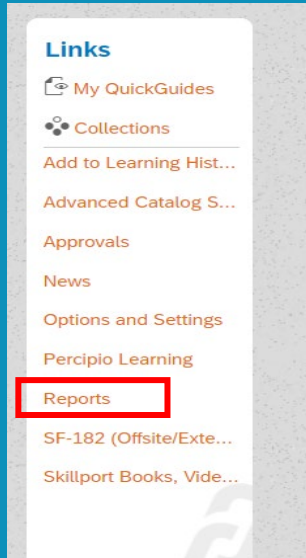 Links
My QuickGuides
Collections
Add to Learning Hist...
Advanced Catalog S...
Approvals
News
Options and Settings
Percipio Learning
Reports
SF-182 (Offsite/Exte...
Skillport Books, Vide...